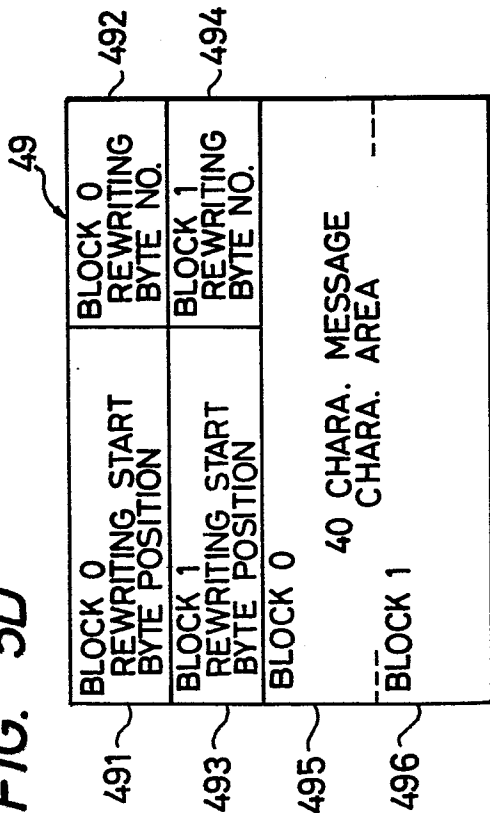 FIG. 5D
49
BLOCK 0
REWRITING START
BYTE POSITION
BLOCK 0
REWRITING
BYTE NO.
491
492
BLOCK 1
REWRITING START
BYTE POSITION
BLOCK 1
REWRITING
BYTE NO.
493
494
BLOCK 0
40 CHARA. MESSAGE
CHARA. AREA
495
BLOCK 1
496